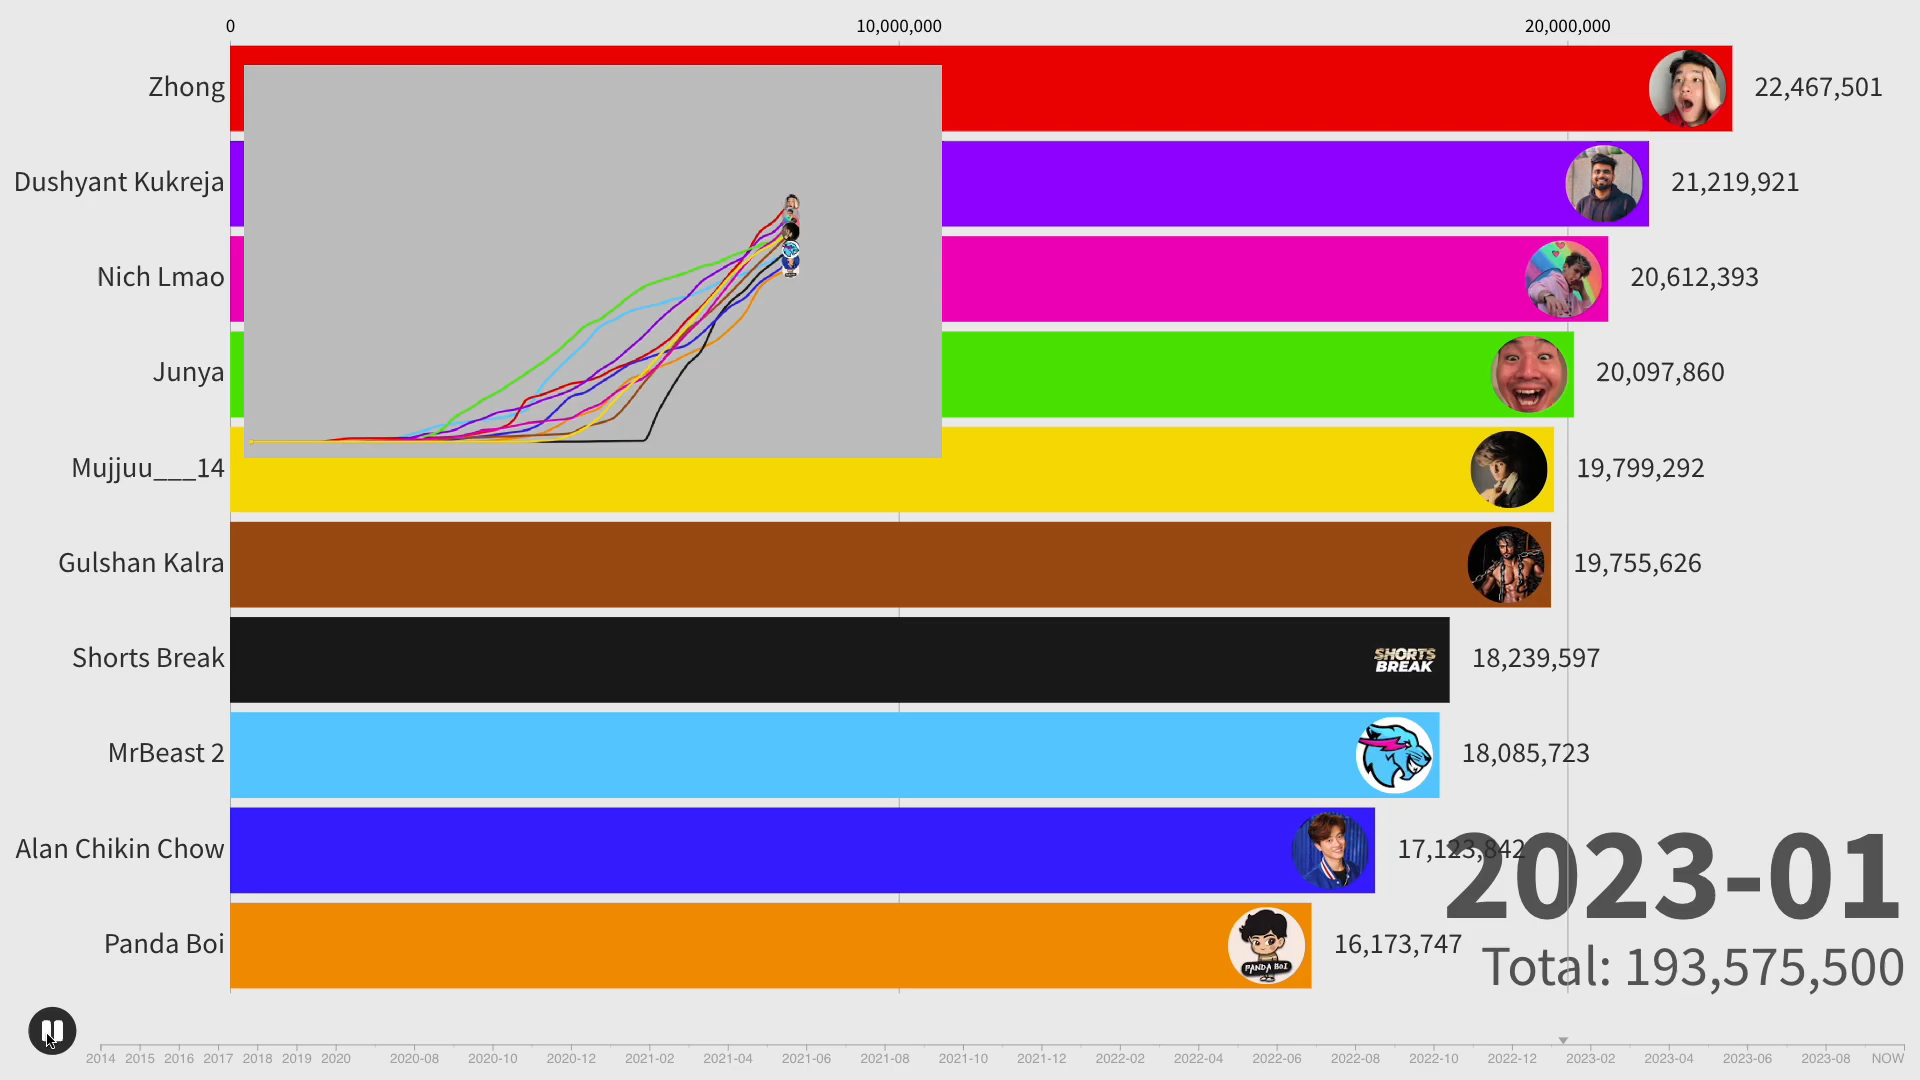 0 10,000,000 20,000,000
Zhong 22,467,501
Dushyant Kukreja 21,219,921
Nich Lmao 20,612,393
Junya 20,097,860
Mujjuu___14 19,799,292
Gulshan Kalra 19,755,626
Shorts Break SHORTS BREAK 18,239,597
MrBeast 2 18,085,723
Alan Chikin Chow 17,123,842
2023-01
Panda Boi PANDA BOI 16,173,747
Total: 193,575,500
2014 2015 2016 2017 2018 2019 2020 2020-08 2020-10 2020-12 2021-02 2021-04 2021-06 2021-08 2021-10 2021-12 2022-02 2022-04 2022-06 2022-08 2022-10 2022-12 2023-02 2023-04 2023-06 2023-08 NOW